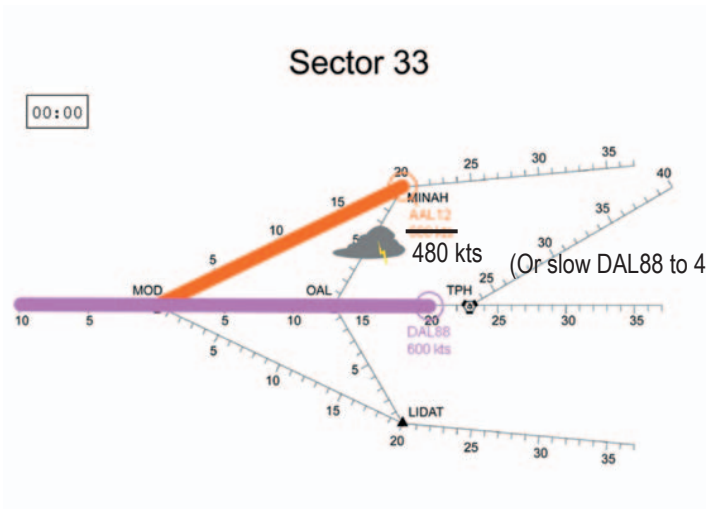 Sector 33
00:00
20 25 30 35
40
15 MINAH
AAL12
10 35
5 5 480 kts 30 (Or slow DAL88 to 4
25
MOD OAL TPH
10 5 10 15 20 25 30 35
DAL88
600 kts
5 5
10
15 LIDAT
20 25 30 35